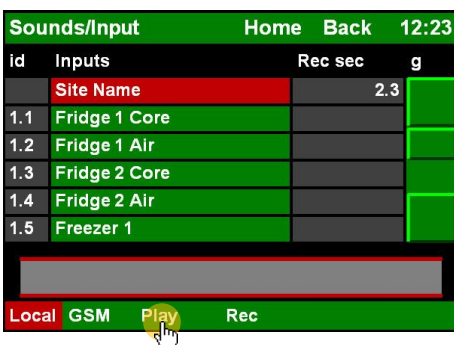 Sounds/Input Home Back 12:23
id Inputs Rec sec g
Site Name 2.3
1.1 Fridge 1 Core
1.2 Fridge 1 Air
1.3 Fridge 2 Core
1.4 Fridge 2 Air
1.5 Freezer 1
Local GSM Play Rec